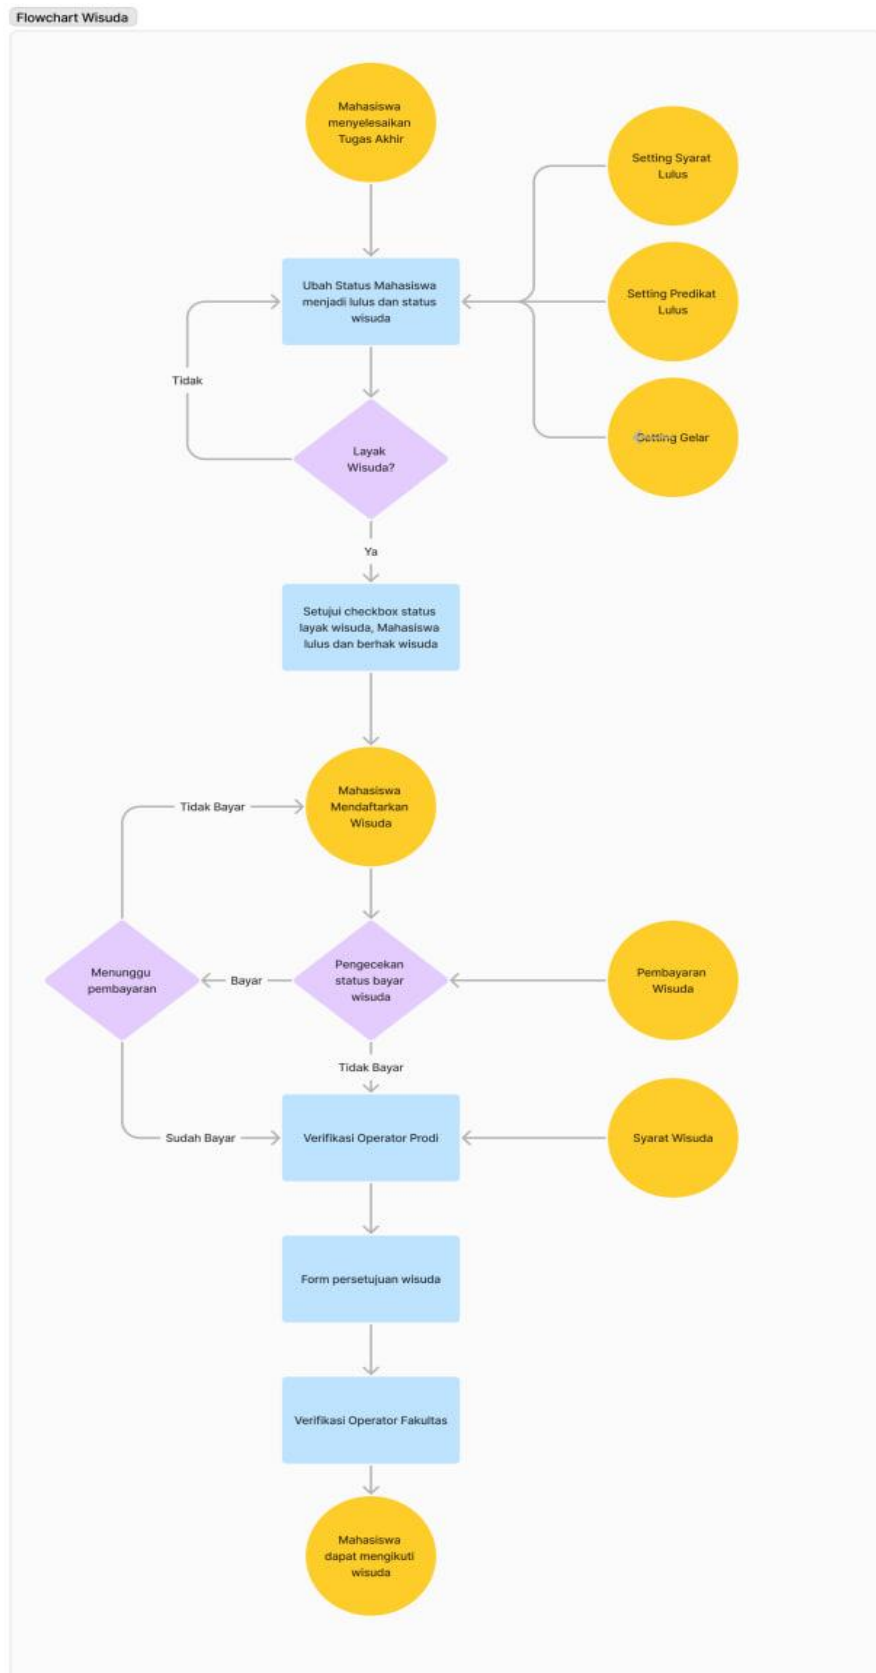 Flowchart Wisuda
Mahasiswa
menyelesaikan
Tugas Akhir
Setting Syarat
Lulus
Ubah Status Mahasiswa
menjadi lulus dan status
wisuda
Setting Predikat
Lulus
Tidak
Setting Gelar
Layak
Wisuda?
Ya
Setujui checkbox status
layak wisuda, Mahasiswa
lulus dan berhak wisuda
Mahasiswa
Mendaftarkan
Wisuda
Tidak Bayar
Menunggu
pembayaran
Bayar
Pengecekan
status bayar
wisuda
Pembayaran
Wisuda
Tidak Bayar
Sudah Bayar
Verifikasi Operator Prodi
Syarat Wisuda
Form persetujuan wisuda
Verifikasi Operator Fakultas
Mahasiswa
dapat mengikuti
wisuda